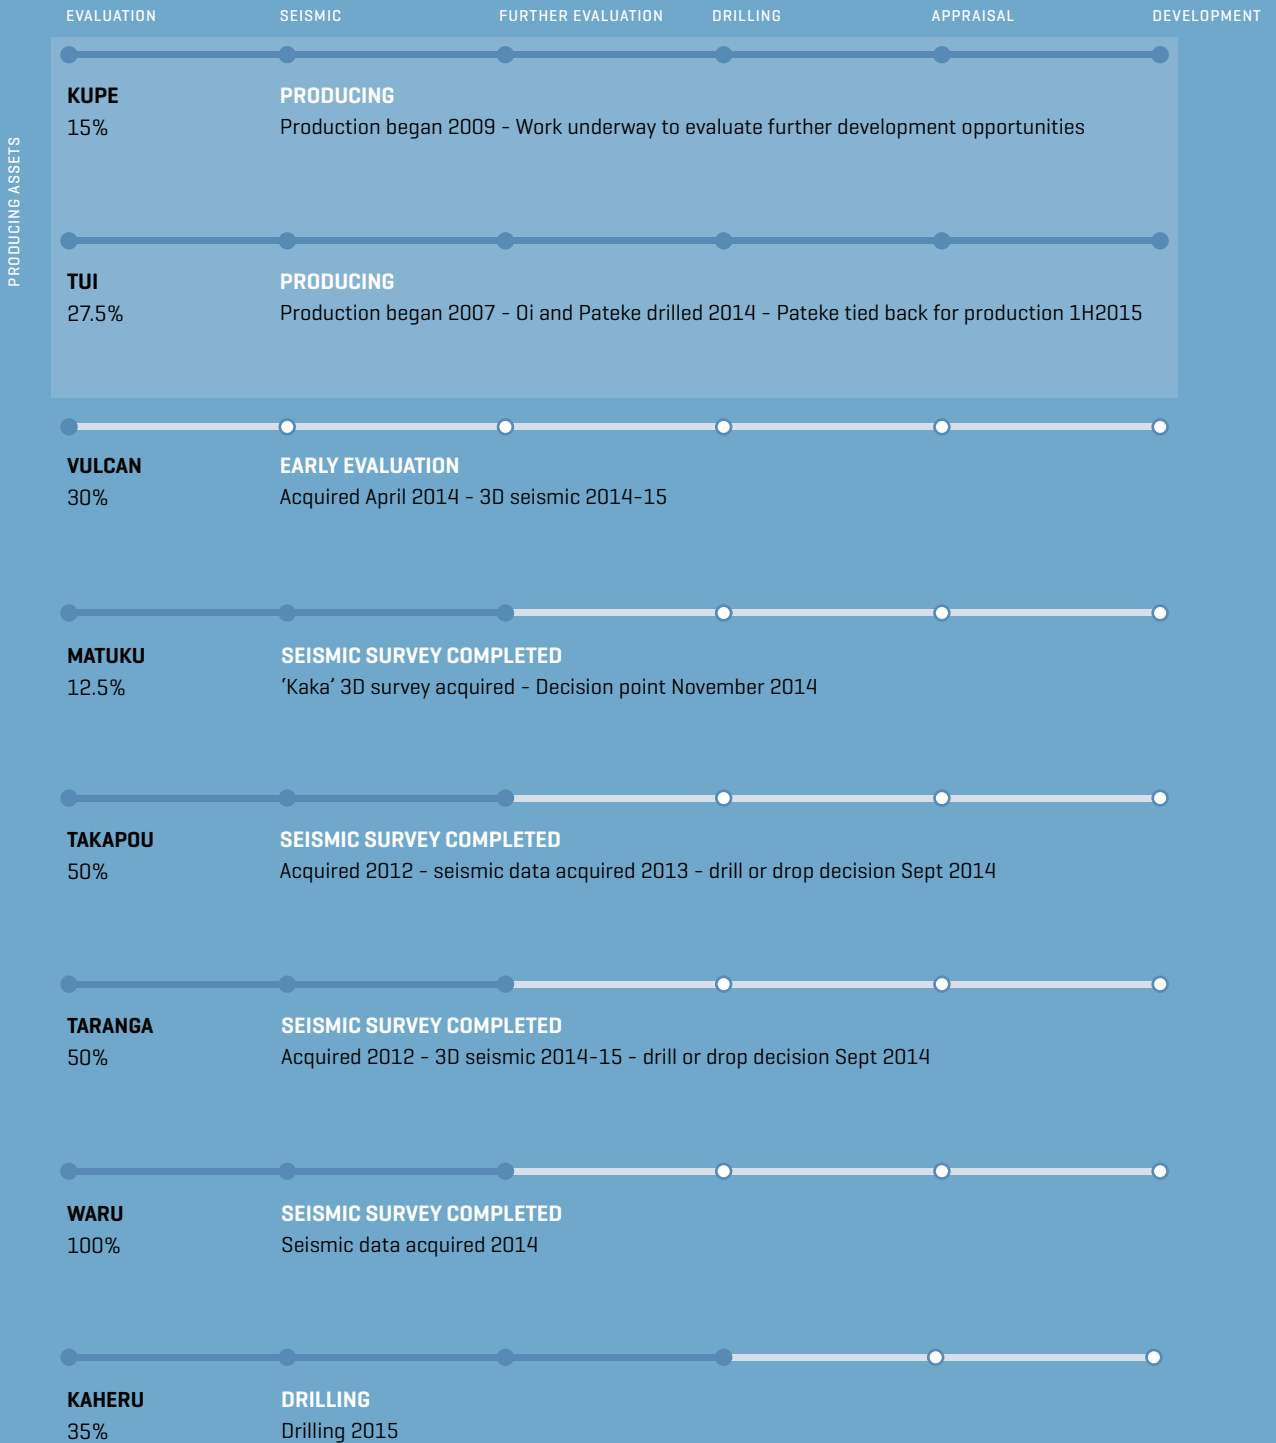 EVALUATION SEISMIC FURTHER EVALUATION DRILLING APPRAISAL DEVELOPMENT
PRODUCING ASSETS
KUPE PRODUCING
15% Production began 2009 - Work underway to evaluate further development opportunities
TUI PRODUCING
27.5% Production began 2007 - Oi and Pateke drilled 2014 - Pateke tied back for production 1H2015
VULCAN EARLY EVALUATION
30% Acquired April 2014 - 3D seismic 2014-15
MATUKU SEISMIC SURVEY COMPLETED
12.5% ‘Kaka’ 3D survey acquired - Decision point November 2014
TAKAPOU SEISMIC SURVEY COMPLETED
50% Acquired 2012 - seismic data acquired 2013 - drill or drop decision Sept 2014
TARANGA SEISMIC SURVEY COMPLETED
50% Acquired 2012 - 3D seismic 2014-15 - drill or drop decision Sept 2014
WARU SEISMIC SURVEY COMPLETED
100% Seismic data acquired 2014
KAHERU DRILLING
35% Drilling 2015